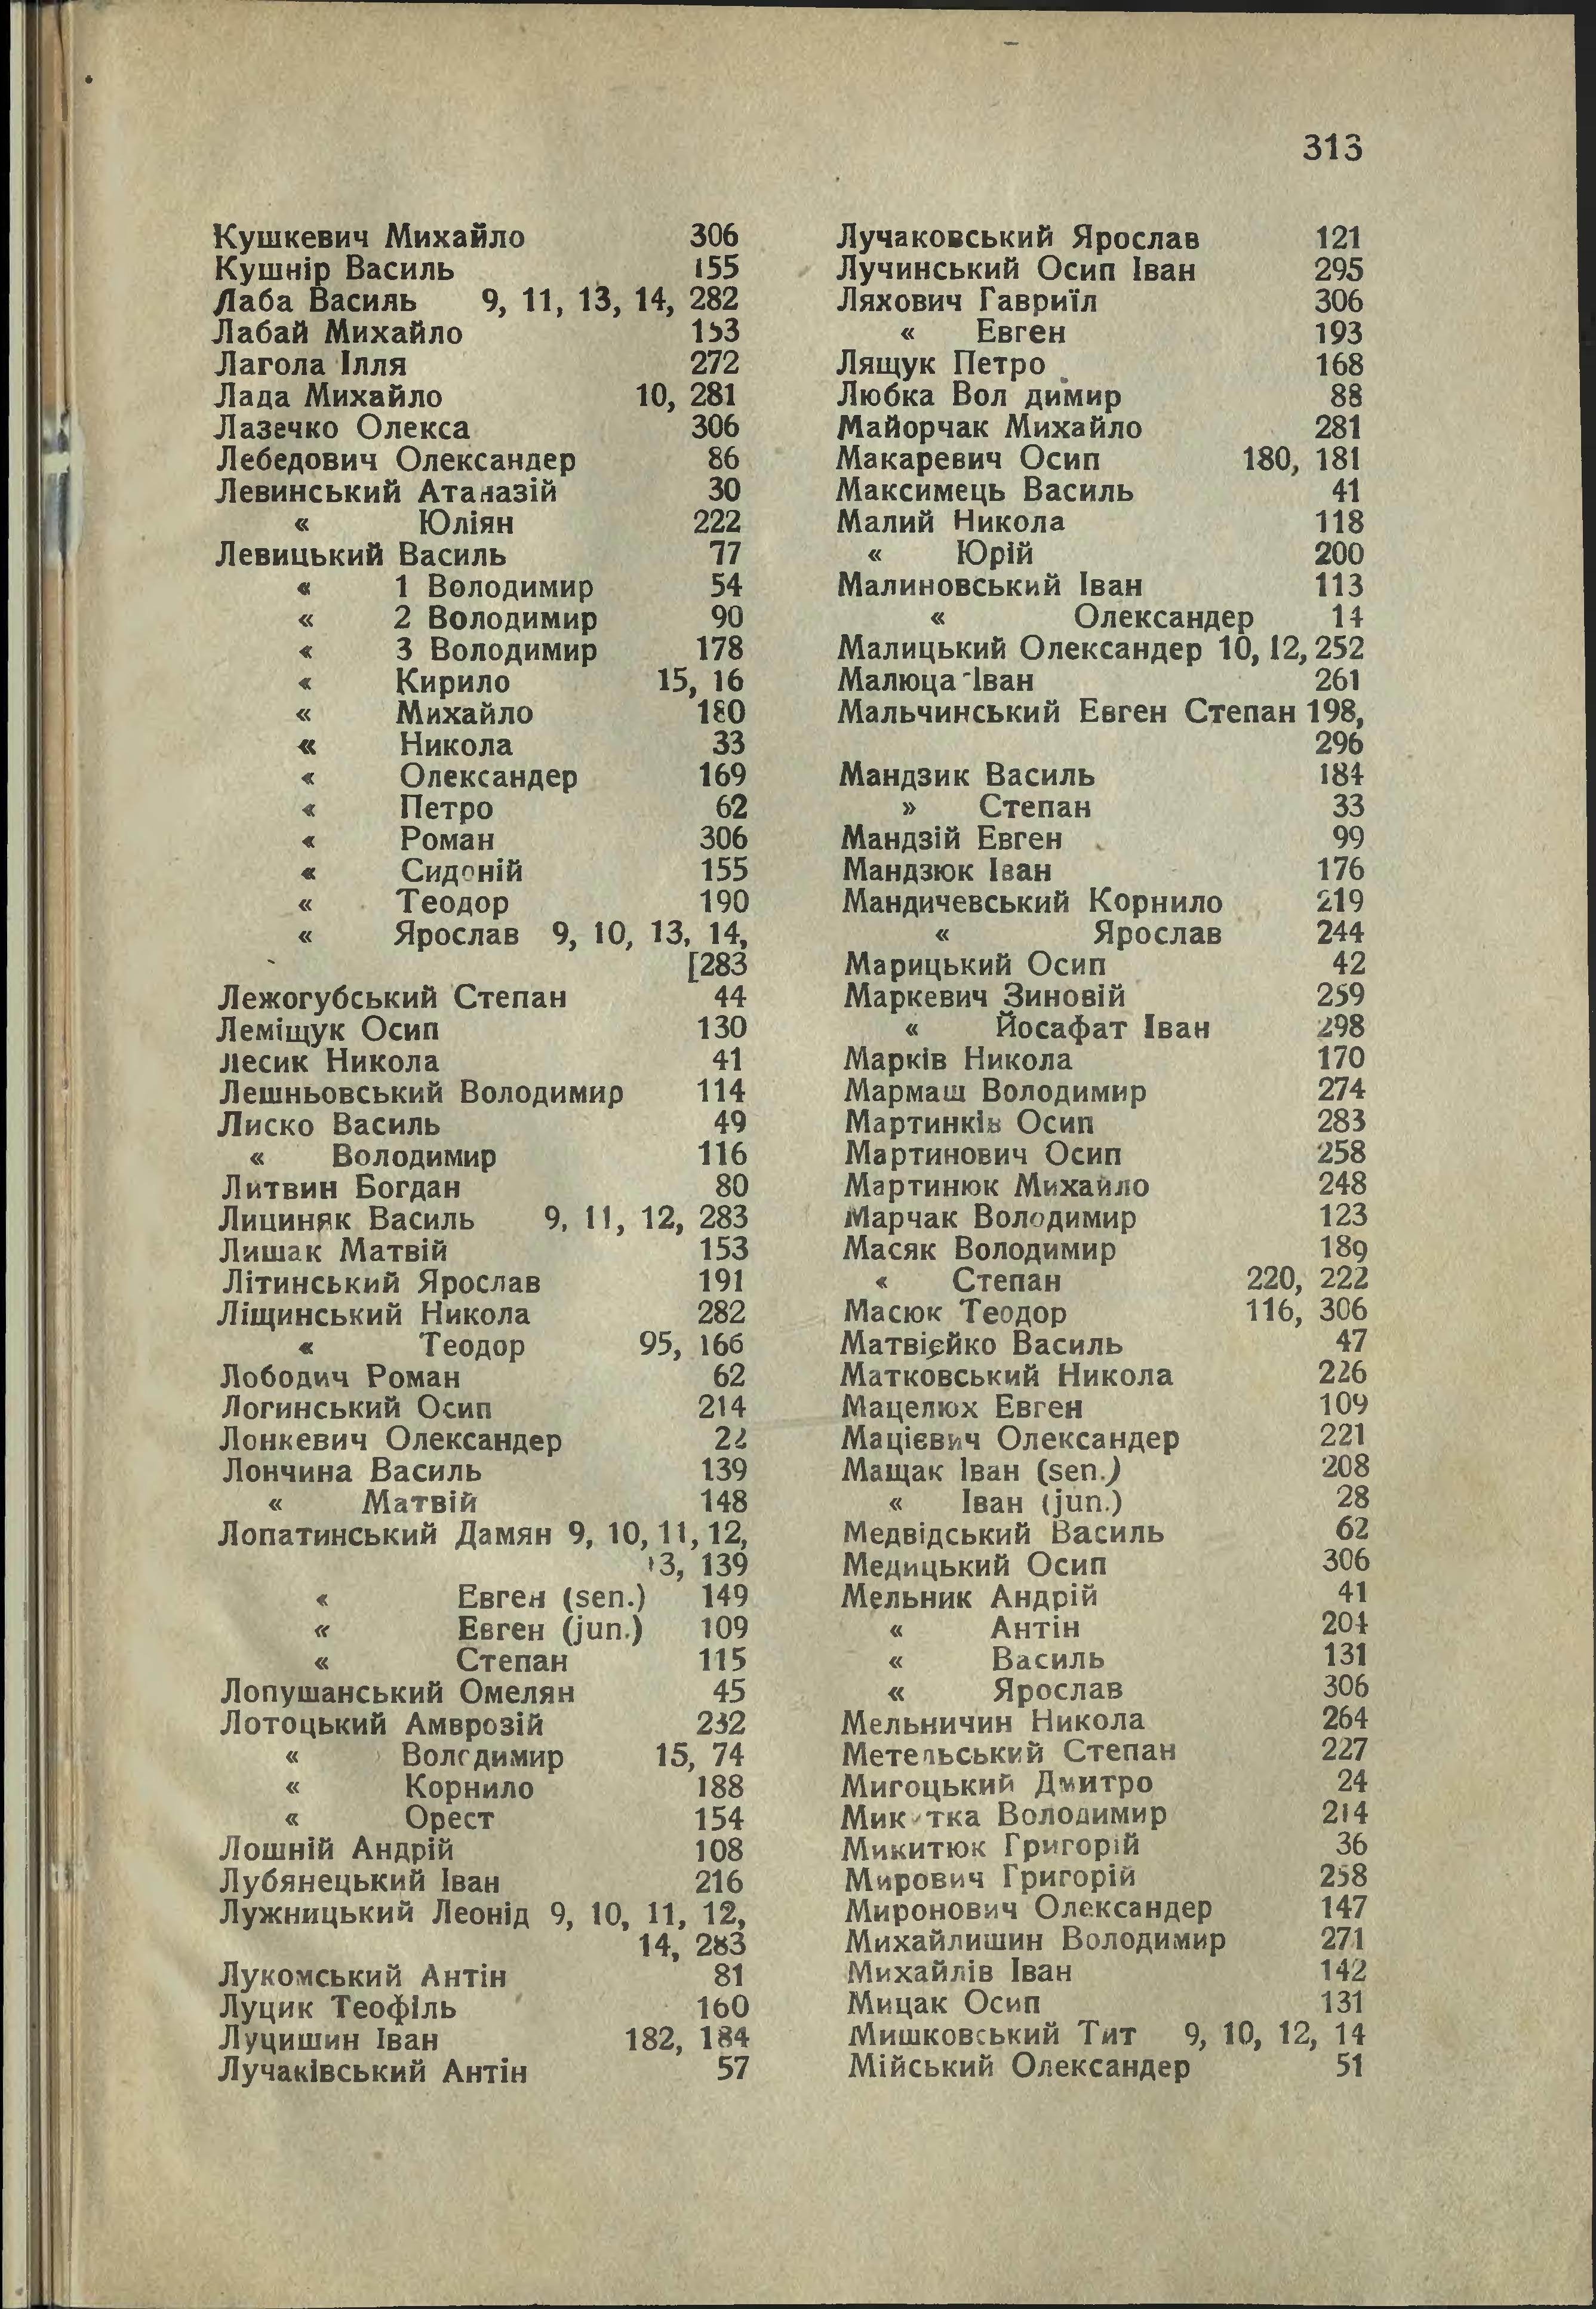 313
Кушкевич Михайло 306
Кушнір Василь 155
Лаба Василь 9, 11, 13, 14, 282
Лабай Михайло 153
Лагола Ілля 272
Лада Михайло 10, 281
Лазечко Олекса 306
Лебедович Олександер 86
Левинський Атаназій 30
« Юліян 222
Левицький Василь 77
« 1 Володимир 54
« 2 Володимир 90
« 3 Володимир 178
« Кирило 15, 16
« Михайло 180
« Никола 33
« Олександер 169
« Петро 62
« Роман 306
« Сидоній 155
« Теодор 190
« Ярослав 9, 10, 13, 14,
[283
Лежогубський Степан 44
Леміщук Осип 130
Лесик Никола 41
Лешньовський Володимир 114
Лиско Василь 49
« Володимир 116
Литвин Богдан 80
Лициняк Василь 9, 11, 12, 283
Лишак Матвій 153
Літинський Ярослав 191
Ліщинський Никола 282
« Теодор 95, 166
Лободич Роман 62
Логинський Осип 214
Лонкевич Олександер 22
Лончина Василь 139
« Матвій 148
Лопатинський Дамян 9, 10, 11, 12,
13, 139
« Евген (sen.) 149
« Евген (jun.) 109
« Степан 115
Лопушанський Омелян 45
Лотоцький Амврозій 232
« Володимир 15, 74
« Корнило 188
« Орест 154
Лошній Андрій 108
Лубянецький Іван 216
Лужницький Леонід 9, 10, 11, 12,
14, 283
Лукомський Антін 81
Луцик Теофіль 160
Луцишин Іван 182, 184
Лучаківський Антін 57
Лучаковський Ярослав 121
Лучинський Осип Іван 295
Ляхович Гавриїл 306
« Евген 193
Лящук Петро 168
Любка Вол димир 88
Майорчак Михайло 281
Макаревич Осип 180, 181
Максимець Василь 41
Малий Никола 118
« Юрій 200
Малиновський Іван 113
« Олександер 14
Малицький Олександер 10, 12, 252
Малюца Іван 261
Мальчинський Евген Степан 198,
296
Мандзик Василь 184
» Степан 33
Мандзій Евген 99
Мандзюк Іван 176
Мандичевський Корнило 219
« Ярослав 244
Марицький Осип 42
Маркевич Зиновій 259
« Йосафат Іван 298
Марків Никола 170
Мармаш Володимир 274
Мартинків Осип 283
Мартинович Осип 258
Мартинюк Михайло 248
Марчак Володимир 123
Масяк Володимир 189
« Степан 220, 222
Масюк Теодор 116, 306
Матвієйко Василь 47
Матковський Никола 226
Мацелюх Евген 109
Мацієвич Олександер 221
Мащак Іван (sen.) 208
« Іван (jun.) 28
Медвідський Василь 62
Медицький Осип 306
Мельник Андрій 41
« Антін 204
« Василь 131
« Ярослав 306
Мельничин Никола 264
Метельський Степан 227
Мигоцький Дмитро 24
Мик тка Володимир 214
Микитюк Григорій 36
Мирович Григорій 258
Миронович Олександер 147
Михайлишин Володимир 271
Михайлів Іван 142
Мицак Осип 131
Мишковський Тит 9, 10, 12, 14
Мійський Олександер 51